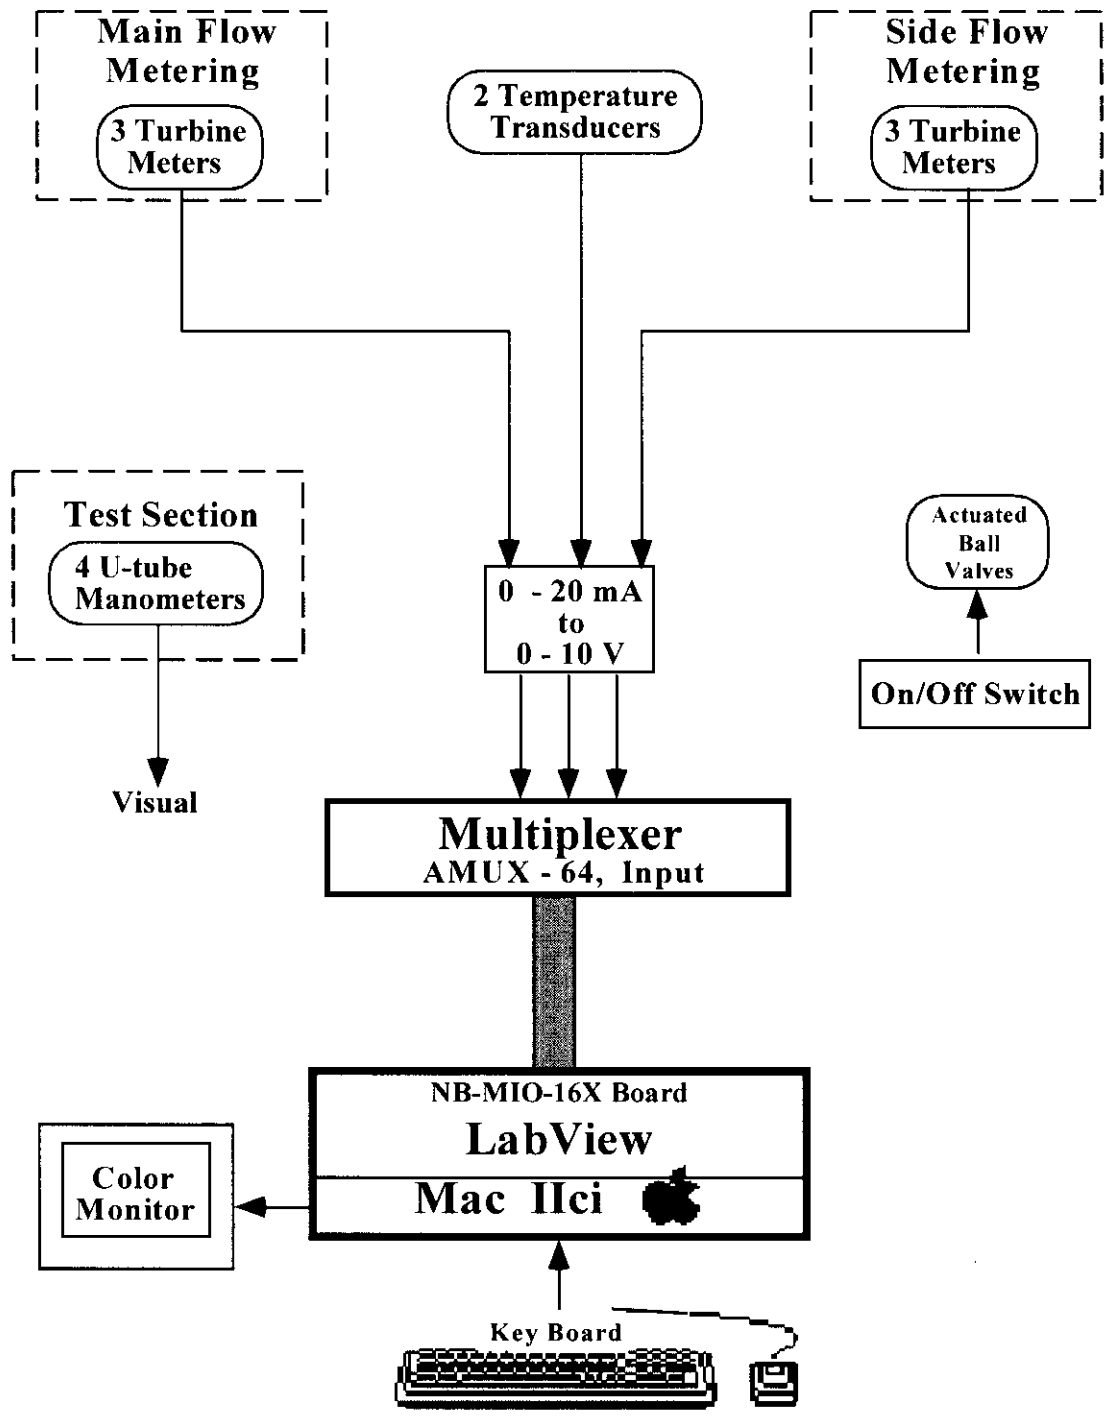 Main Flow
Metering
3 Turbine
Meters
2 Temperature
Transducers
Side Flow
Metering
3 Turbine
Meters
Test Section
4 U-tube
Manometers
Visual
0 - 20 mA
to
0 - 10 V
Actuated
Ball
Valves
On/Off Switch
Multiplexer
AMUX - 64, Input
NB-MIO-16X Board
LabView
Mac IIci
Color
Monitor
Key Board